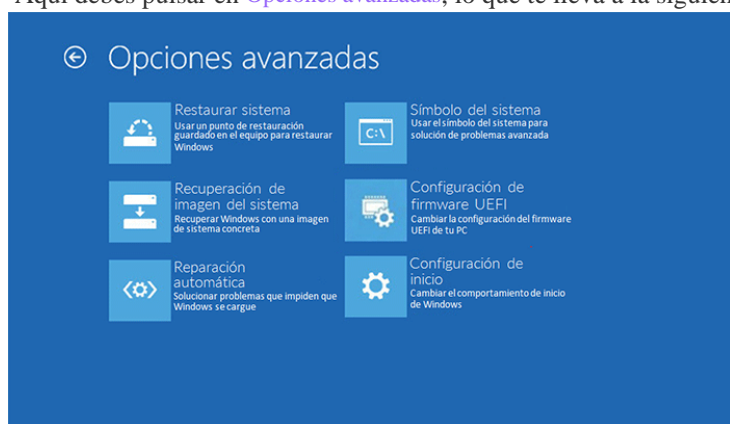 Aquí debes pulsar en Opciones avanzadas, lo que te lleva a la siguien
Opciones avanzadas
Restaurar sistema
Usar un punto de restauración
guardado en el equipo para restaurar
Windows
Símbolo del sistema
Usar el símbolo del sistema para
solución de problemas avanzada
C:\
Recuperación de
imagen del sistema
Recuperar Windows con una imagen
de sistema concreta
Configuración de
firmware UEFI
Cambiar la configuración del firmware
UEFI de tu PC
Reparación
automática
Solucionar problemas que impiden que
Windows se cargue
Configuración de
inicio
Cambiar el comportamiento de inicio
de Windows